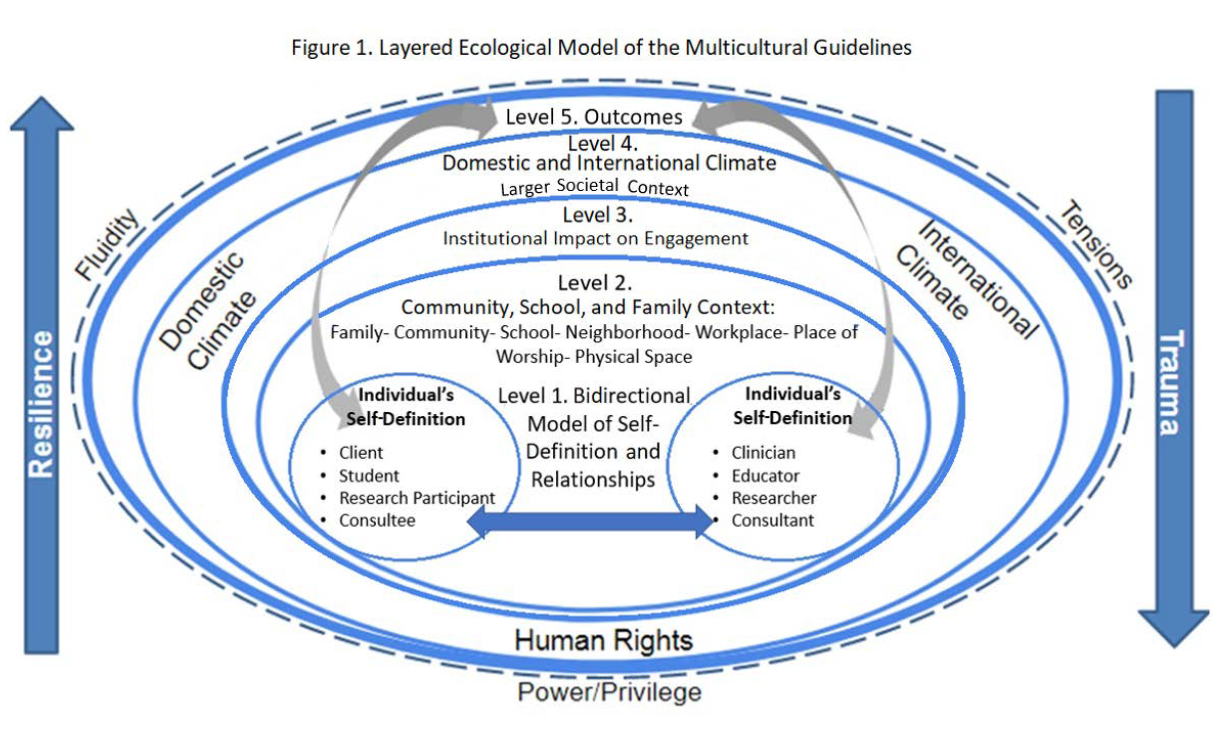 Figure 1. Layered Ecological Model of the Multicultural Guidelines
Level 5. Outcomes
Level 4.
Domestic and International Climate
Larger Societal Context
Level 3.
Institutional Impact on Engagement
Level 2.
Community, School, and Family Context:
Family- Community- School- Neighborhood- Workplace- Place of
Worship- Physical Space
Level 1. Bidirectional
Model of Self-
Definition and
Relationships
Individual's
Self-Definition
• Client
• Student
• Research Participant
• Consultee
Individual's
Self-Definition
• Clinician
• Educator
• Researcher
• Consultant
Resilience
Fluidity
Domestic
Climate
International
Climate
Tensions
Trauma
Human Rights
Power/Privilege